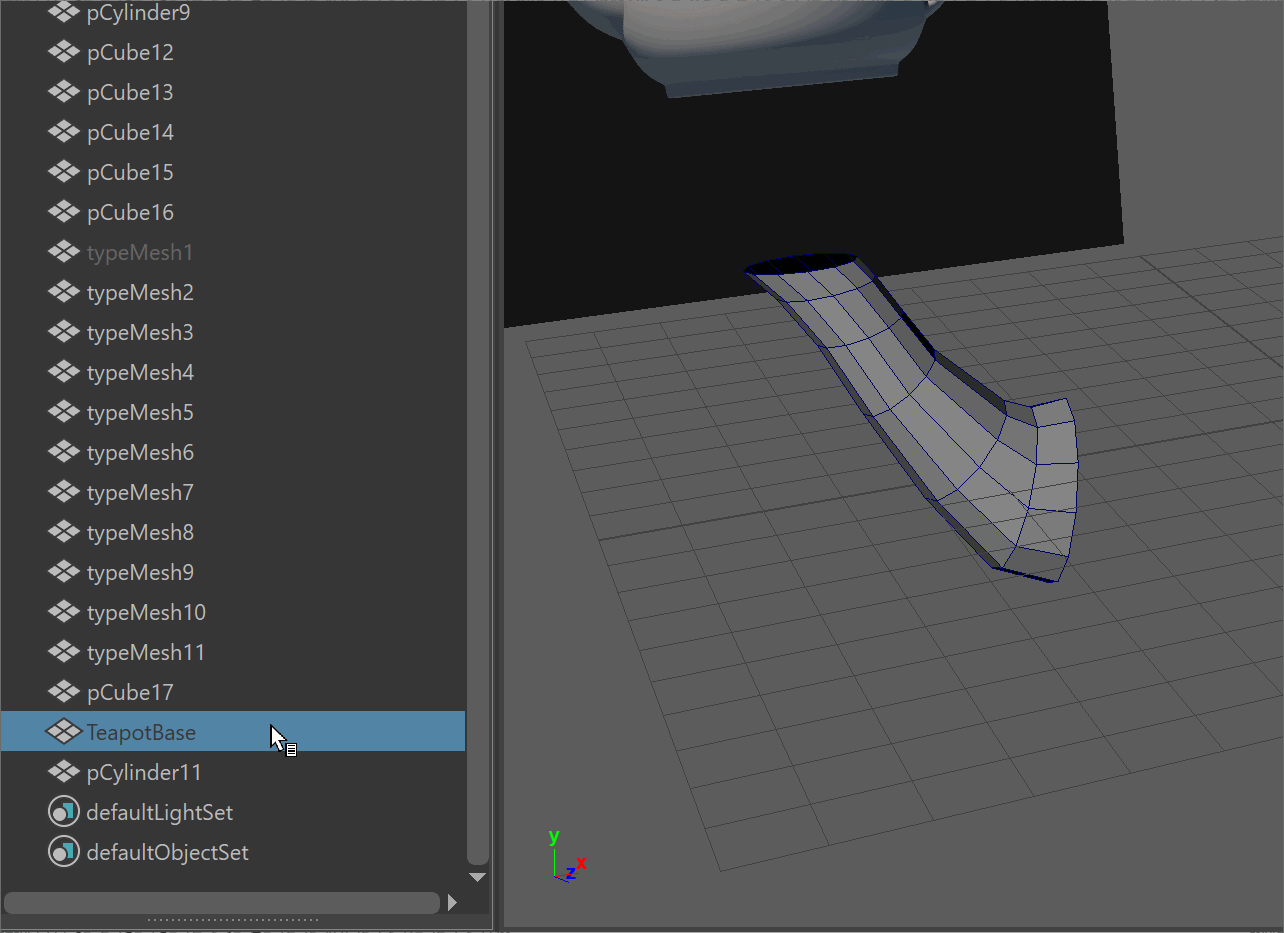 pCylinder9
pCube12
pCube13
pCube14
pCube15
pCube16
typeMesh1
typeMesh2
typeMesh3
typeMesh4
typeMesh5
typeMesh6
typeMesh7
typeMesh8
typeMesh9
typeMesh10
typeMesh11
pCube17
TeapotBase
pCylinder11
defaultLightSet
defaultObjectSet
y
x
z